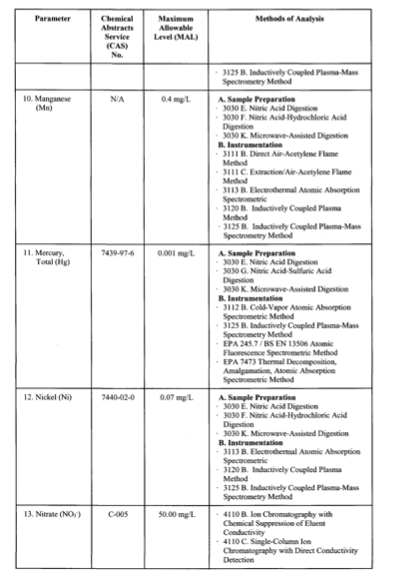 Parameter
Chemical Abstracts Service (CAS) No.
Maximum Allowable Level (MAL)
Methods of Analysis
· 3125 B. Inductively Coupled Plasma-Mass
Spectrometry Method
10. Manganese (Mn)
N/A
0.4 mg/L
A. Sample Preparation
· 3030 E. Nitric Acid Digestion
· 3030 F. Nitric Acid-Hydrochloric Acid
Digestion
· 3030 K. Microwave-Assisted Digestion
B. Instrumentation
· 3111 B. Direct Air-Acetylene Flame
Method
· 3111 C. Extraction/Air-Acetylene Flame
Method
· 3113 B. Electrothermal Atomic Absorption
Spectrometric
· 3120 B. Inductively Coupled Plasma
Method
· 3125 B. Inductively Coupled Plasma-Mass
Spectrometry Method
11. Mercury, Total (Hg)
7439-97-6
0.001 mg/L
A. Sample Preparation
· 3030 E. Nitric Acid Digestion
· 3030 G. Nitric Acid-Sulfuric Acid
Digestion
· 3030 K. Microwave-Assisted Digestion
B. Instrumentation
· 3112 B. Cold-Vapor Atomic Absorption
Spectrometric Method
· 3125 B. Inductively Coupled Plasma-Mass
Spectrometry Method
· EPA 245.7 / BS EN 13506 Atomic
Fluorescence Spectrometric Method
· EPA 7473 Thermal Decomposition,
Amalgamation, Atomic Absorption
Spectrometric Method
12. Nickel (Ni)
7440-02-0
0.07 mg/L
A. Sample Preparation
· 3030 E. Nitric Acid Digestion
· 3030 F. Nitric Acid-Hydrochloric Acid
Digestion
· 3030 K. Microwave-Assisted Digestion
B. Instrumentation
· 3113 B. Electrothermal Atomic Absorption
Spectrometric
· 3120 B. Inductively Coupled Plasma
Method
· 3125 B. Inductively Coupled Plasma-Mass
Spectrometry Method
13. Nitrate (NO₃⁻)
C-005
50.00 mg/L
· 4110 B. Ion Chromatography with
Chemical Suppression of Eluent
Conductivity
· 4110 C. Single-Column Ion
Chromatography with Direct Conductivity
Detection